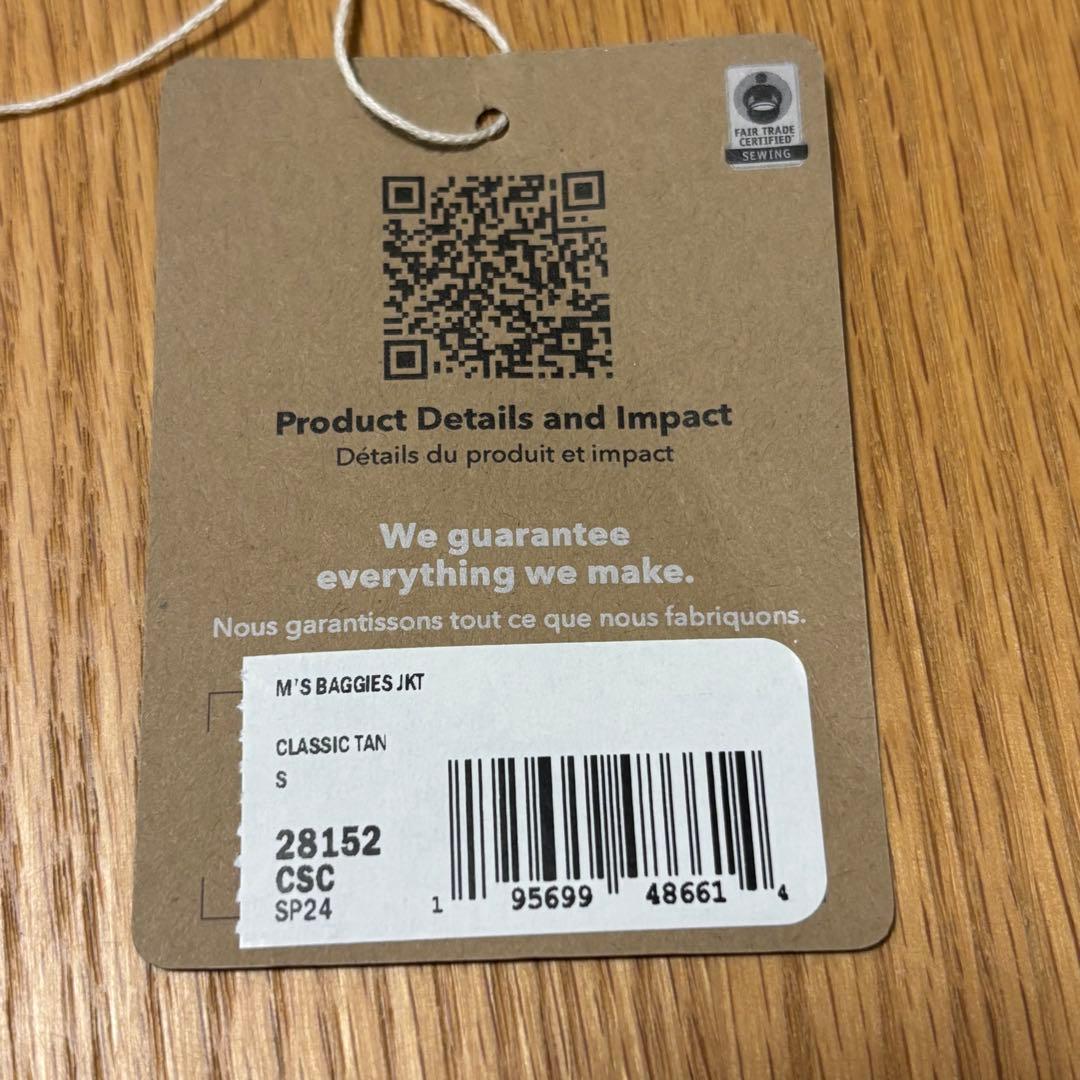 FAIR TRADE
CERTIFIED
SEWING
Product Details and Impact
Détails du produit et impact
We guarantee
everything we make.
Nous garantissons tout ce que nous fabriquons.
M'S BAGGIES JKT
CLASSIC TAN
S
28152
CSC
SP24
1 95699 48661 4